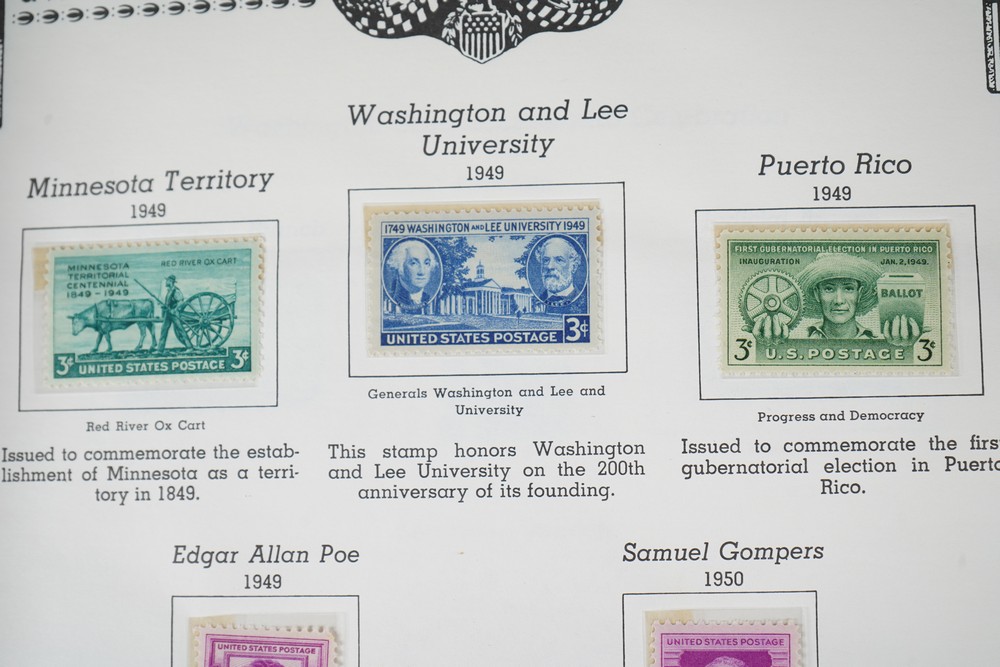 Washington and Lee
University
1949
Minnesota Territory
1949
Puerto Rico
1949
MINNESOTA
TERRITORIAL
CENTENNIAL
1849 - 1949
RED RIVER OX CART
3¢ UNITED STATES POSTAGE 3¢
Red River Ox Cart
Issued to commemorate the estab-
lishment of Minnesota as a terri-
tory in 1849.
1749 WASHINGTON AND LEE UNIVERSITY 1949
UNITED STATES POSTAGE 3¢
Generals Washington and Lee and
University
This stamp honors Washington
and Lee University on the 200th
anniversary of its founding.
FIRST GUBERNATORIAL ELECTION IN PUERTO RICO
INAUGURATION JAN. 2, 1949.
BALLOT
3¢ U.S. POSTAGE 3¢
Progress and Democracy
Issued to commemorate the firs
gubernatorial election in Puerto
Rico.
Edgar Allan Poe
1949
UNITED STATES POSTAGE
Samuel Gompers
1950
UNITED STATES POSTAGE